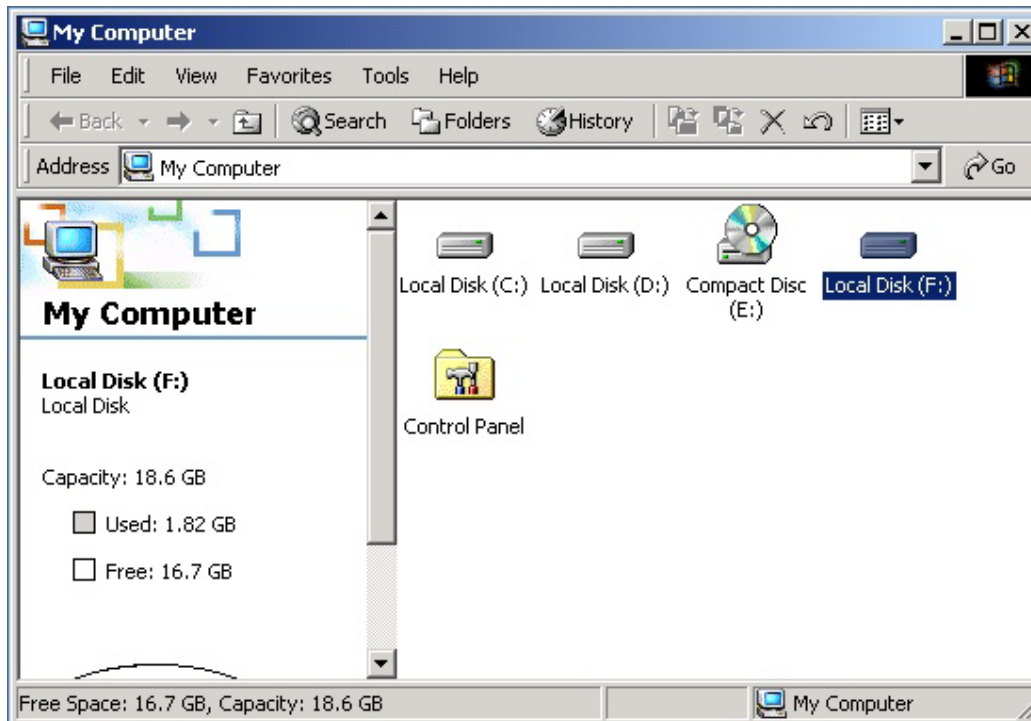 My Computer
File Edit View Favorites Tools Help
Back Search Folders History
Address My Computer Go
My Computer
Local Disk (F:)
Local Disk
Capacity: 18.6 GB
Used: 1.82 GB
Free: 16.7 GB
Local Disk (C:) Local Disk (D:) Compact Disc (E:) Local Disk (F:)
Control Panel
Free Space: 16.7 GB, Capacity: 18.6 GB My Computer